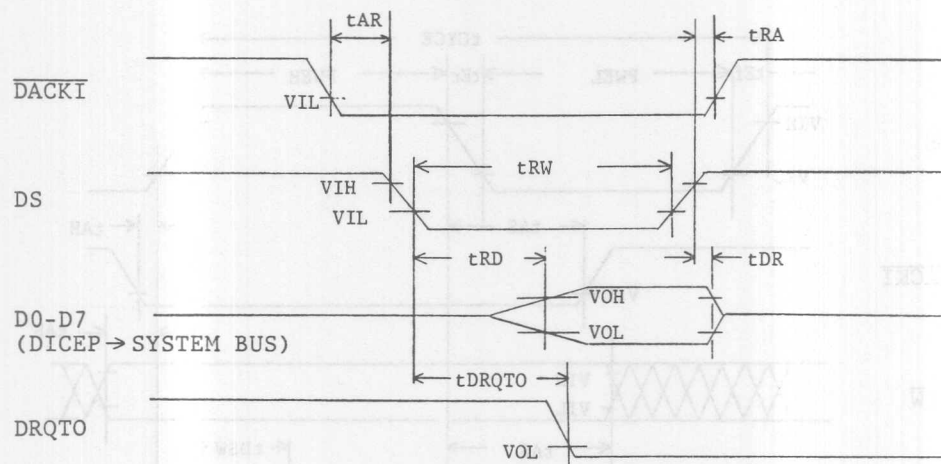 tAR
tRA
DACKI
VIL
tRW
DS
VIH
VIL
tRD
tDR
VOH
D0-D7
VOL
(DICEP → SYSTEM BUS)
tDRQTO
DRQTO
VOL